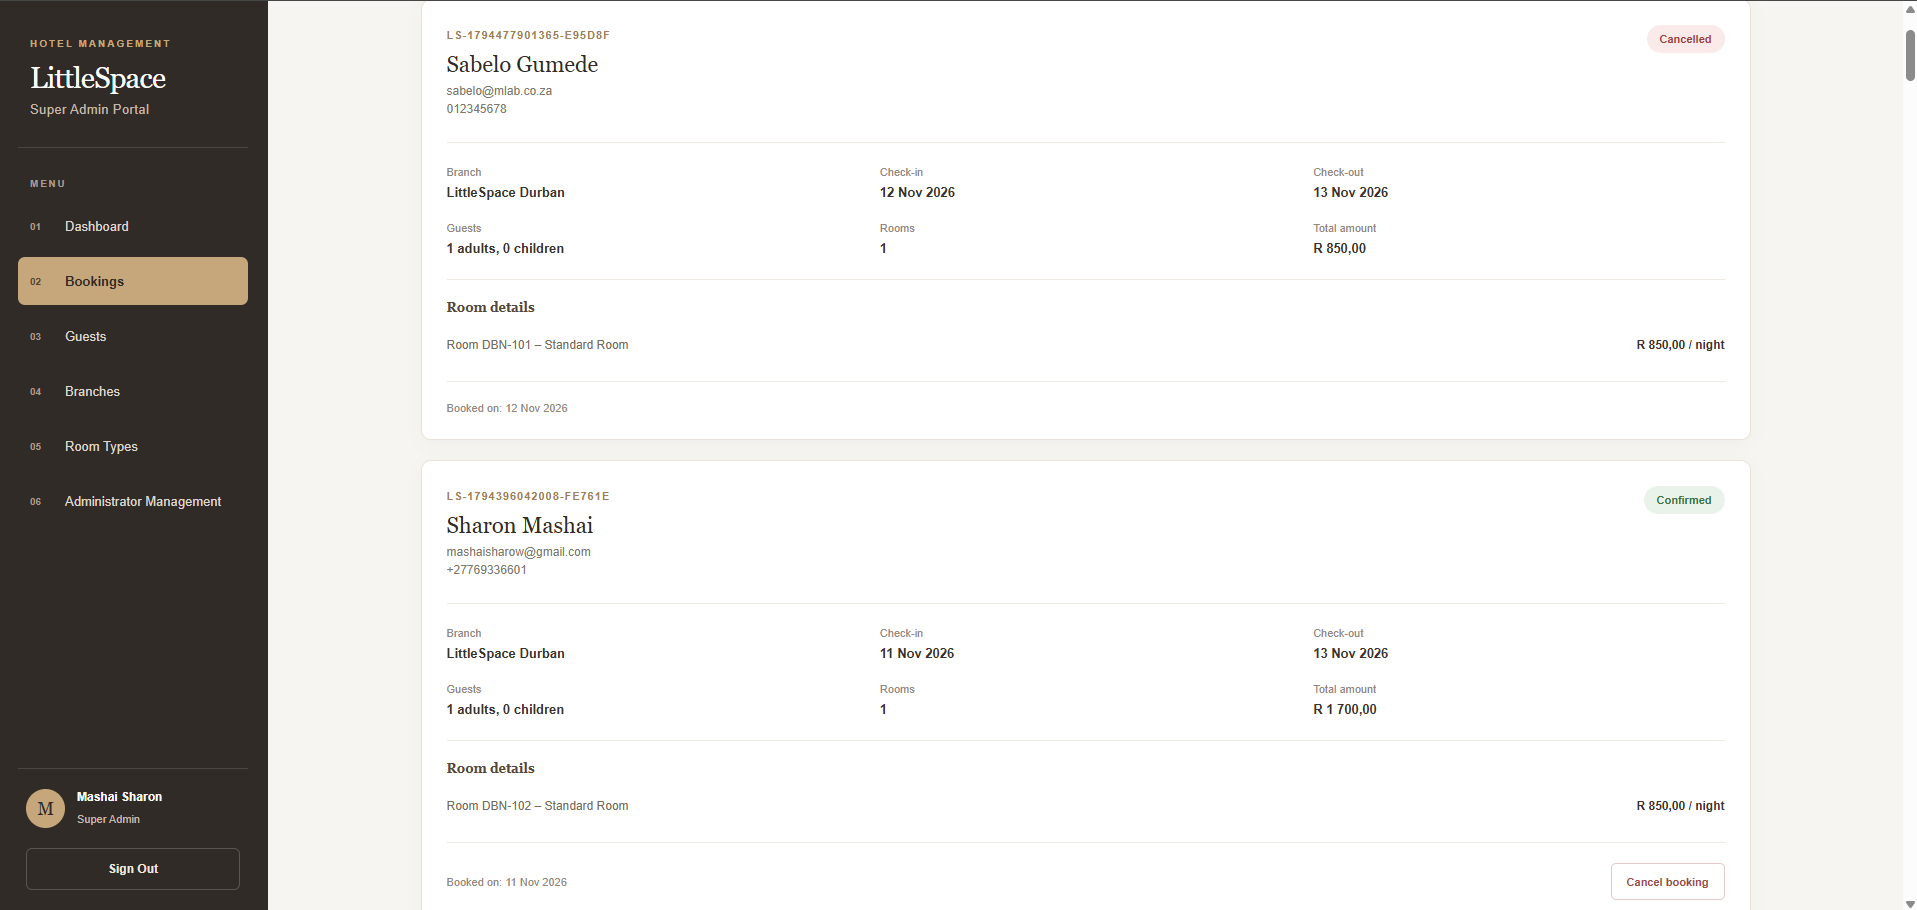 HOTEL MANAGEMENT
LittleSpace
Super Admin Portal
MENU
01 Dashboard
02 Bookings
03 Guests
04 Branches
05 Room Types
06 Administrator Management
M
Mashai Sharon
Super Admin
Sign Out
LS-1794477901365-E95D8F
Cancelled
Sabelo Gumede
sabelo@mlab.co.za
012345678
Branch Check-in Check-out
LittleSpace Durban 12 Nov 2026 13 Nov 2026
Guests Rooms Total amount
1 adults, 0 children 1 R 850,00
Room details
Room DBN-101 – Standard Room R 850,00 / night
Booked on: 12 Nov 2026
LS-1794396042008-FE761E
Confirmed
Sharon Mashai
mashaisharow@gmail.com
+27769336601
Branch Check-in Check-out
LittleSpace Durban 11 Nov 2026 13 Nov 2026
Guests Rooms Total amount
1 adults, 0 children 1 R 1 700,00
Room details
Room DBN-102 – Standard Room R 850,00 / night
Booked on: 11 Nov 2026 Cancel booking